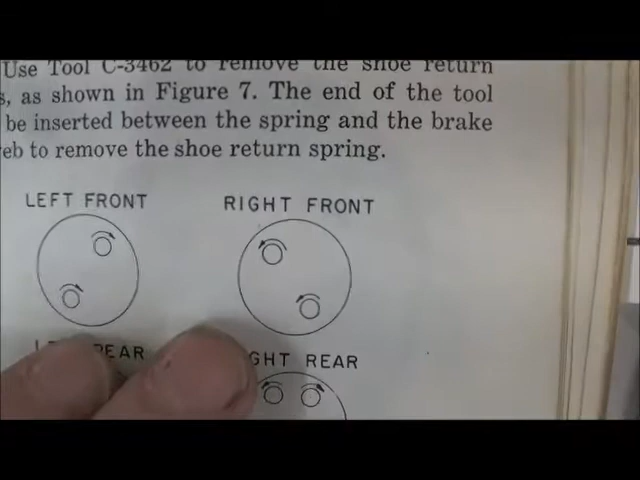 Use Tool C-3462 to remove the shoe return
s, as shown in Figure 7. The end of the tool
be inserted between the spring and the brake
eb to remove the shoe return spring.
LEFT FRONT
RIGHT FRONT
REAR
GHT REAR